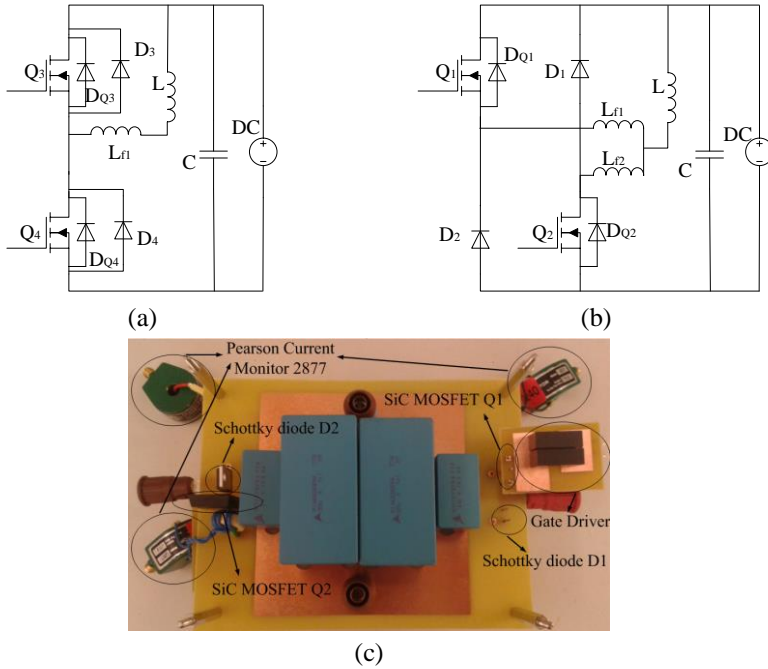 D3
Q3
DQ3
L
Lf1
C
DC
Q4
DQ4
D4
(a)
Q1
DQ1
D1
L
Lf1
Lf2
C
DC
D2
Q2
DQ2
(b)
Pearson Current
Monitor 2877
SiC MOSFET Q1
Schottky diode D2
Gate Driver
Schottky diode D1
SiC MOSFET Q2
(c)